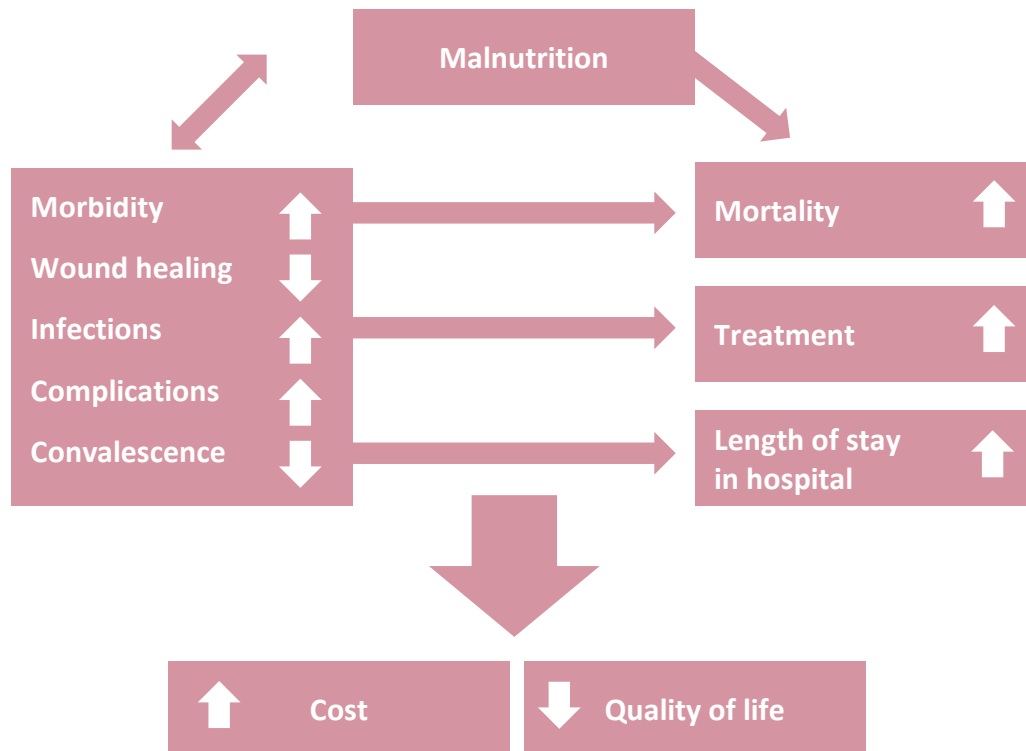 Malnutrition
Morbidity
Wound healing
Infections
Complications
Convalescence
Mortality
Treatment
Length of stay
in hospital
Cost
Quality of life